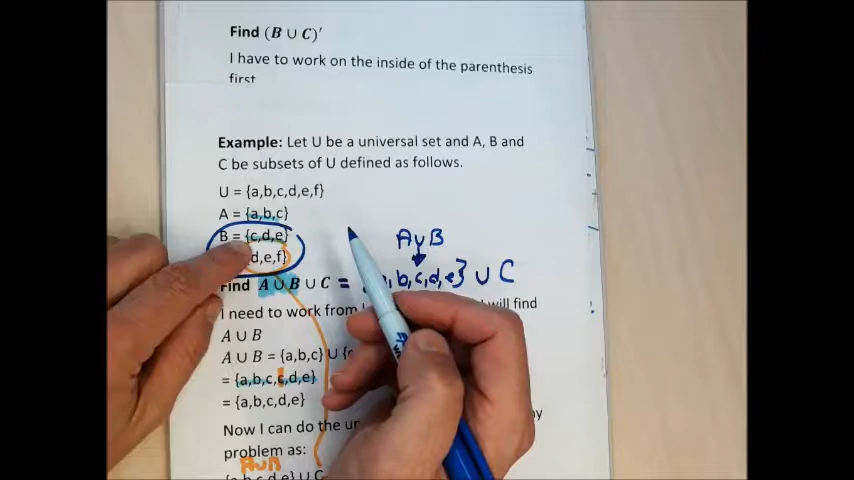 Find (B ∪ C)′
I have to work on the inside of the parenthesis
first
Example: Let U be a universal set and A, B and
C be subsets of U defined as follows.
U = {a,b,c,d,e,f}
A = {a,b,c}
B = {c,d,e}
A∪B
d,e,f}
Find A ∪ B ∪ C = , b,c,d,e} ∪ C
I need to work from will find
A ∪ B
A ∪ B = {a,b,c} ∪ {c
= {a,b,c,c,d,e}
= {a,b,c,d,e}
Now I can do the by
problem as:
A∪B
{a,b,c,d,e} ∪ C